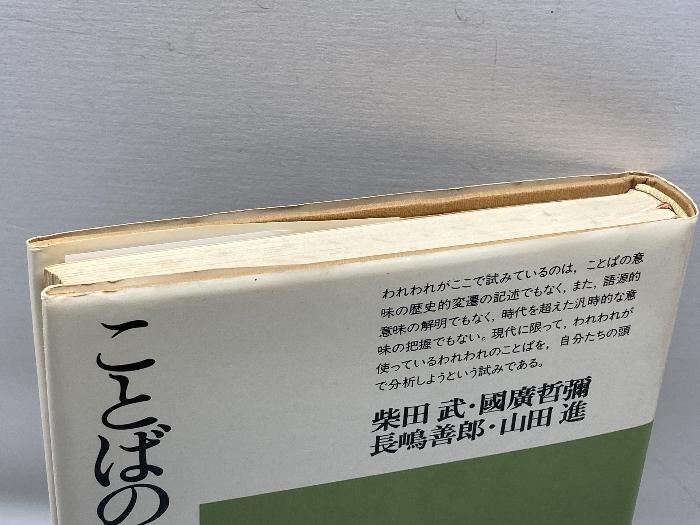 われわれがここで試みているのは，ことばの意
味の歴史的変遷の記述でもなく，また，語源的
意味の解明でもなく，時代を超えた汎時的な意
味の把握でもない。現代に限って，われわれが
使っているわれわれのことばを，自分たちの頭
で分析しようという試みである。
柴田 武・國廣哲彌
長嶋善郎・山田 進
ことばの